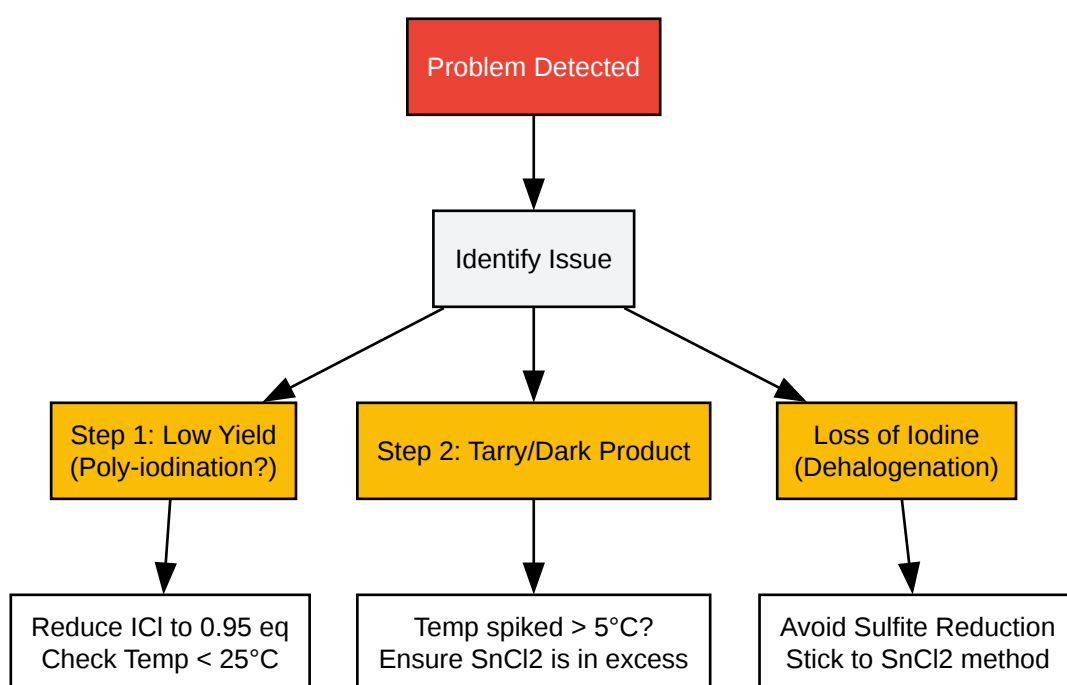 Problem Detected
Identify Issue
Step 1: Low Yield
(Poly-iodination?)
Step 2: Tarry/Dark Product
Loss of Iodine
(Dehalogenation)
Reduce ICl to 0.95 eq
Check Temp < 25°C
Temp spiked > 5°C?
Ensure SnCl2 is in excess
Avoid Sulfite Reduction
Stick to SnCl2 method